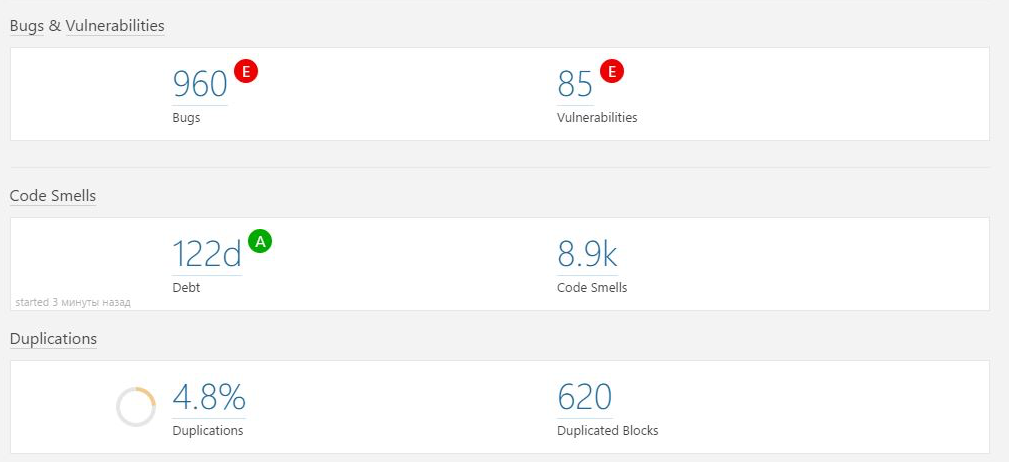 Bugs & Vulnerabilities
960 E
85 E
Bugs
Vulnerabilities
Code Smells
122d A
8.9k
Debt
Code Smells
started 3 минуты назад
Duplications
4.8%
620
Duplications
Duplicated Blocks